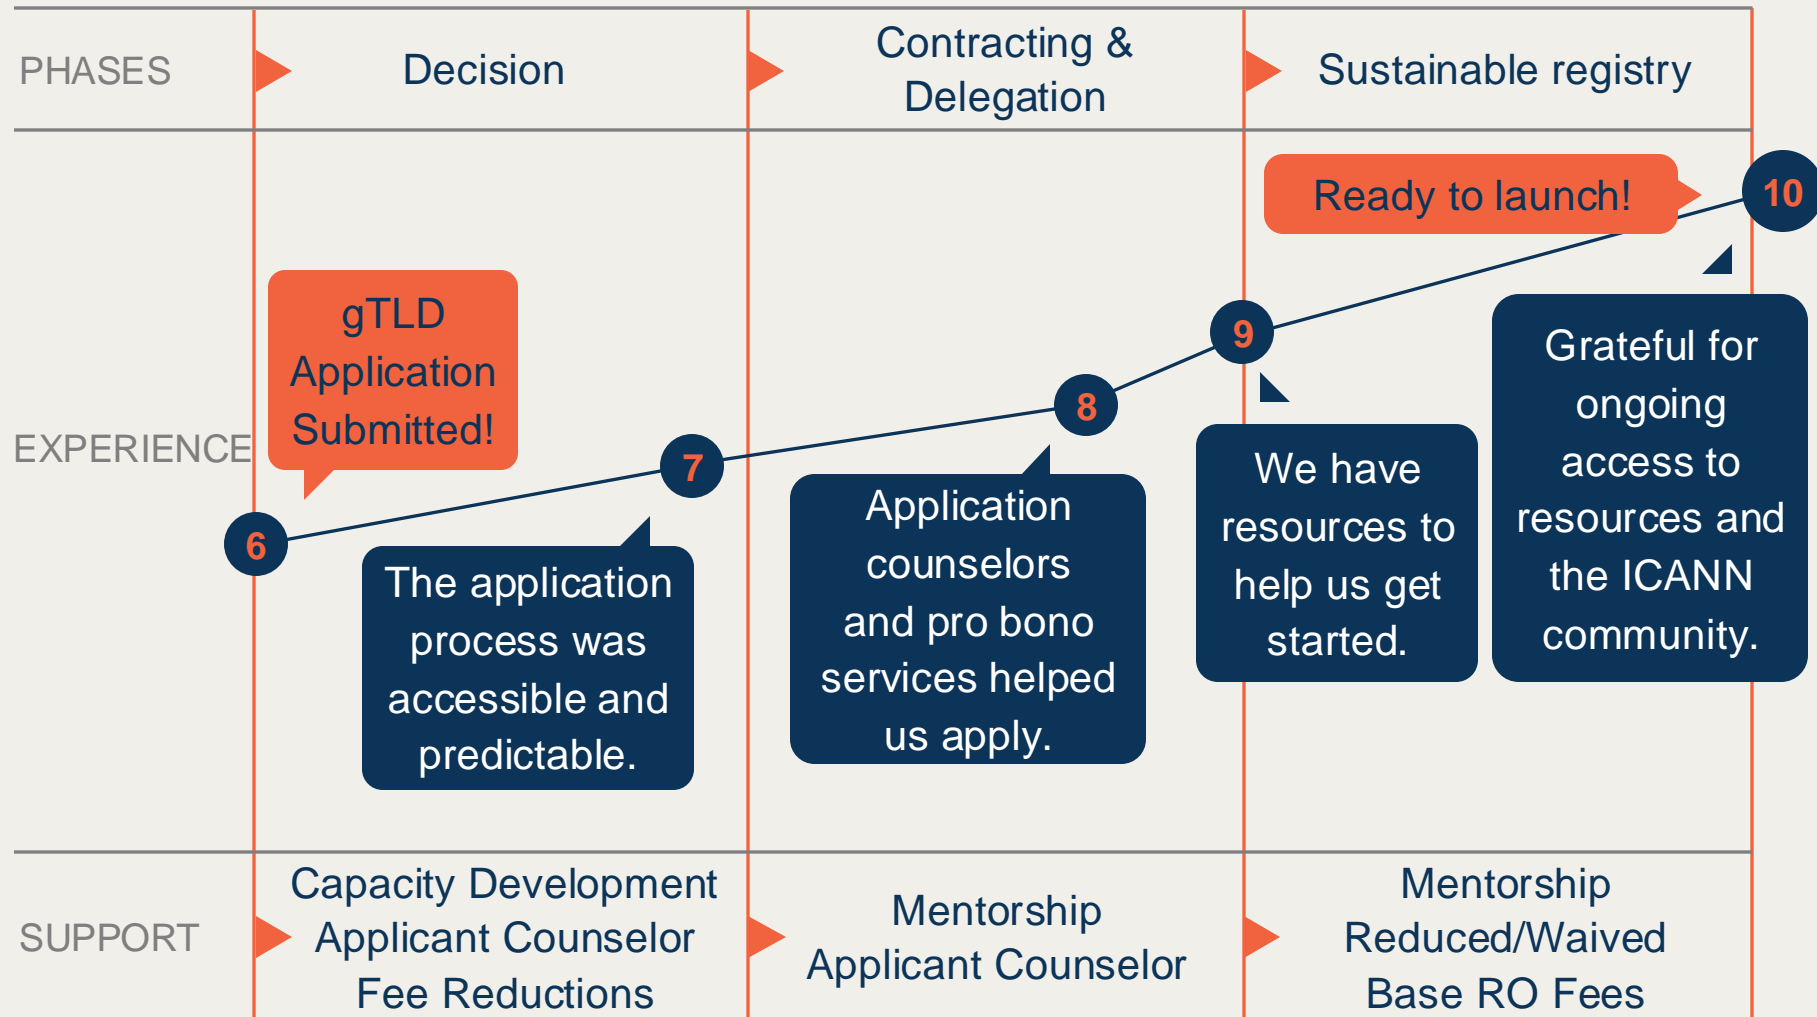 PHASES
Decision
Contracting &
Delegation
Sustainable registry
EXPERIENCE
Ready to launch!
10
gTLD
Application
Submitted!
9
8
7
6
The application
process was
accessible and
predictable.
Application
counselors
and pro bono
services helped
us apply.
We have
resources to
help us get
started.
Grateful for
ongoing
access to
resources and
the ICANN
community.
SUPPORT
Capacity Development
Applicant Counselor
Fee Reductions
Mentorship
Applicant Counselor
Mentorship
Reduced/Waived
Base RO Fees